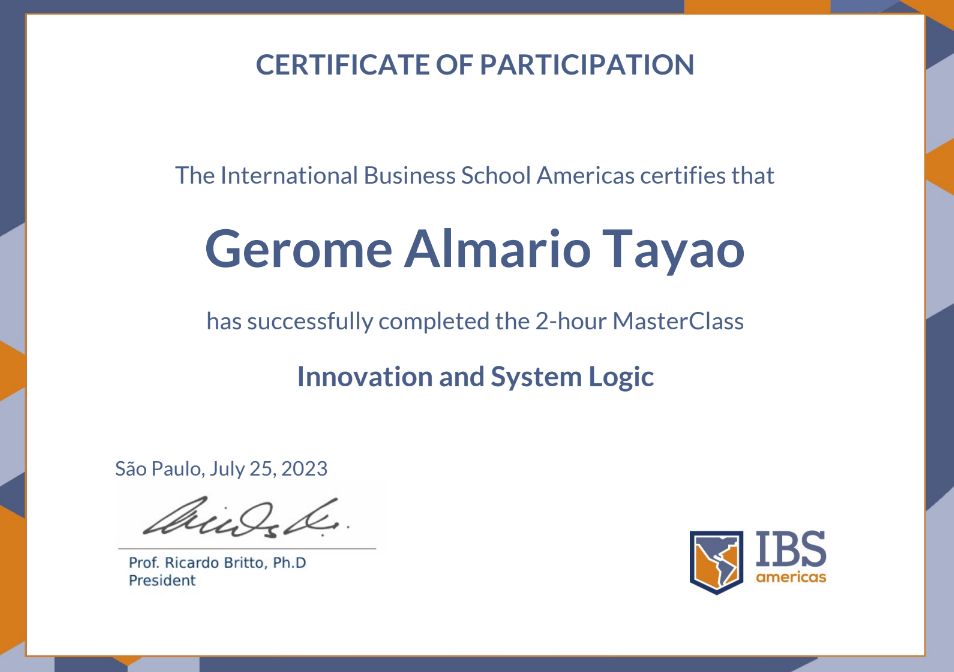 CERTIFICATE OF PARTICIPATION
The International Business School Americas certifies that
Gerome Almario Tayao
has successfully completed the 2-hour MasterClass
Innovation and System Logic
São Paulo, July 25, 2023
Prof. Ricardo Britto, Ph.D
President
IBS
americas